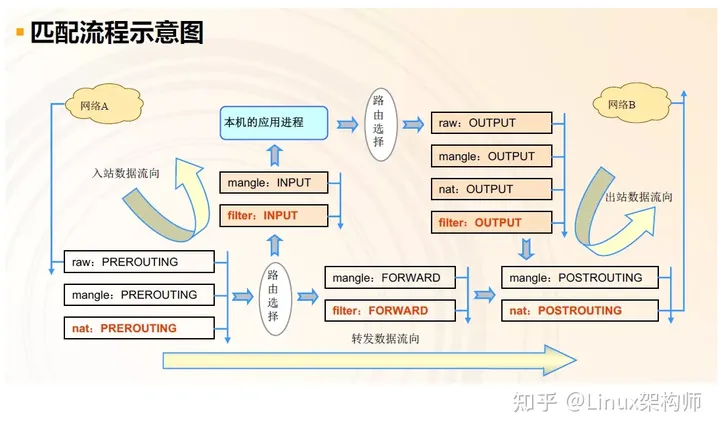 匹配流程示意图
网络A
本机的应用进程
路由选择
网络B
raw：OUTPUT
mangle：OUTPUT
nat：OUTPUT
filter：OUTPUT
入站数据流向
mangle：INPUT
filter：INPUT
出站数据流向
raw：PREROUTING
mangle：PREROUTING
nat：PREROUTING
路由选择
mangle：FORWARD
filter：FORWARD
mangle：POSTROUTING
nat：POSTROUTING
转发数据流向
知乎 @Linux架构师